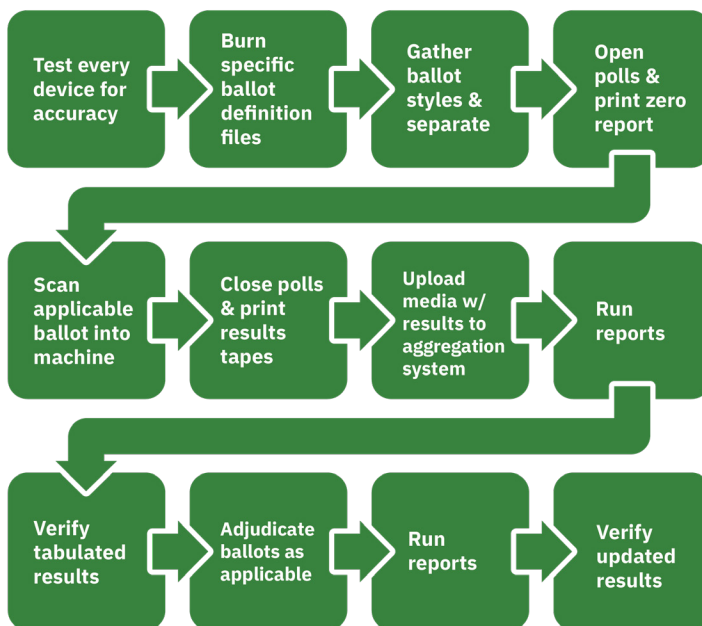 Test every
device for
accuracy
Burn
specific
ballot
definition
files
Gather
ballot
styles &
separate
Open
polls &
print zero
report
Scan
applicable
ballot into
machine
Close polls
& print
results
tapes
Upload
media w/
results to
aggregation
system
Run
reports
Verify
tabulated
results
Adjudicate
ballots as
applicable
Run
reports
Verify
updated
results